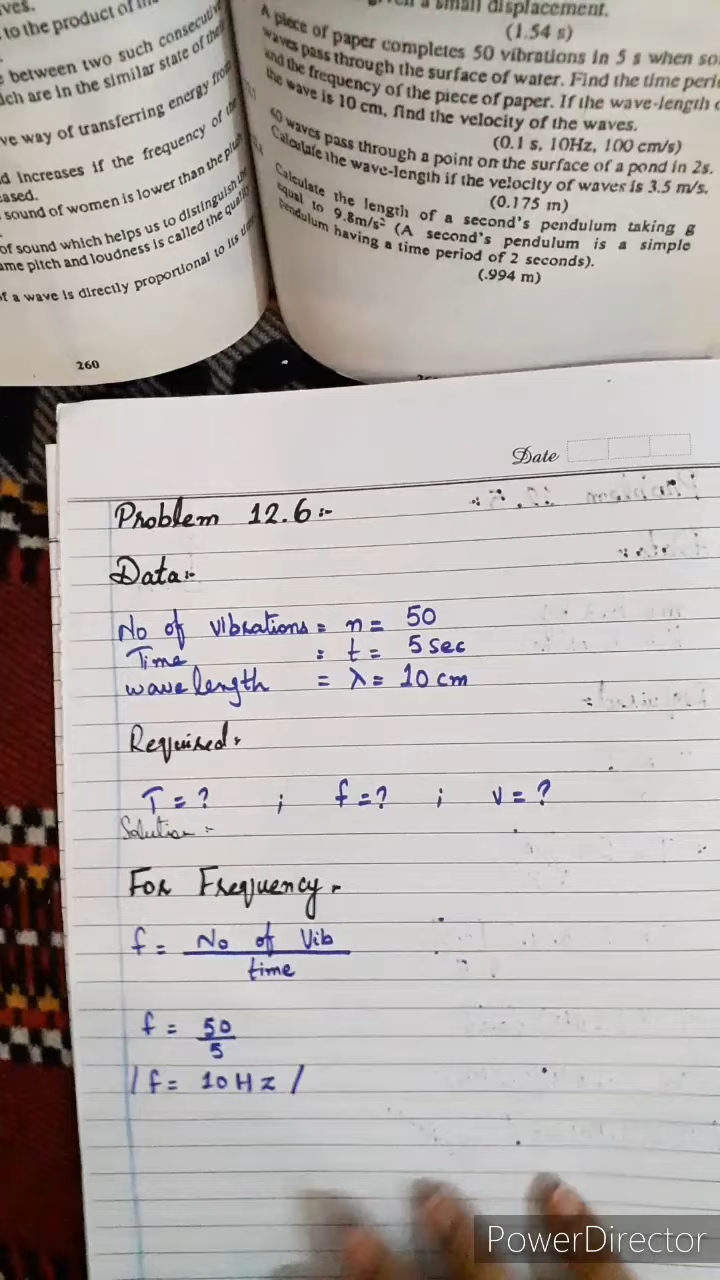 ves.
to the product of
between two such consecutive
ich are in the similar state of the
ve way of transferring energy from
d increases if the frequency of the
eased.
sound of women is lower than the pitch
of sound which helps us to distinguish the
ame pitch and loudness is called the quality
of a wave is directly proportional to its
260
a small displacement.
(1.54 s)
A piece of paper completes 50 vibrations in 5 s when so
waves pass through the surface of water. Find the time peri
and the frequency of the piece of paper. If the wave-length
the wave is 10 cm, find the velocity of the waves.
(0.1 s, 10Hz, 100 cm/s)
40 waves pass through a point on the surface of a pond in 2s.
Calculate the wave-length if the velocity of waves is 3.5 m/s.
(0.175 m)
Calculate the length of a second's pendulum taking g
equal to 9.8m/s² (A second's pendulum is a simple
pendulum having a time period of 2 seconds).
(.994 m)
Date
Problem 12.6:-
Data:-
No of vibrations = n = 50
Time : t = 5 sec
wave length = λ = 10 cm
Required:
T = ? ; f = ? ; v = ?
Solution :-
For Frequency:-
f = No of Vib
time
f = 50
5
/ f = 10 Hz /
PowerDirector